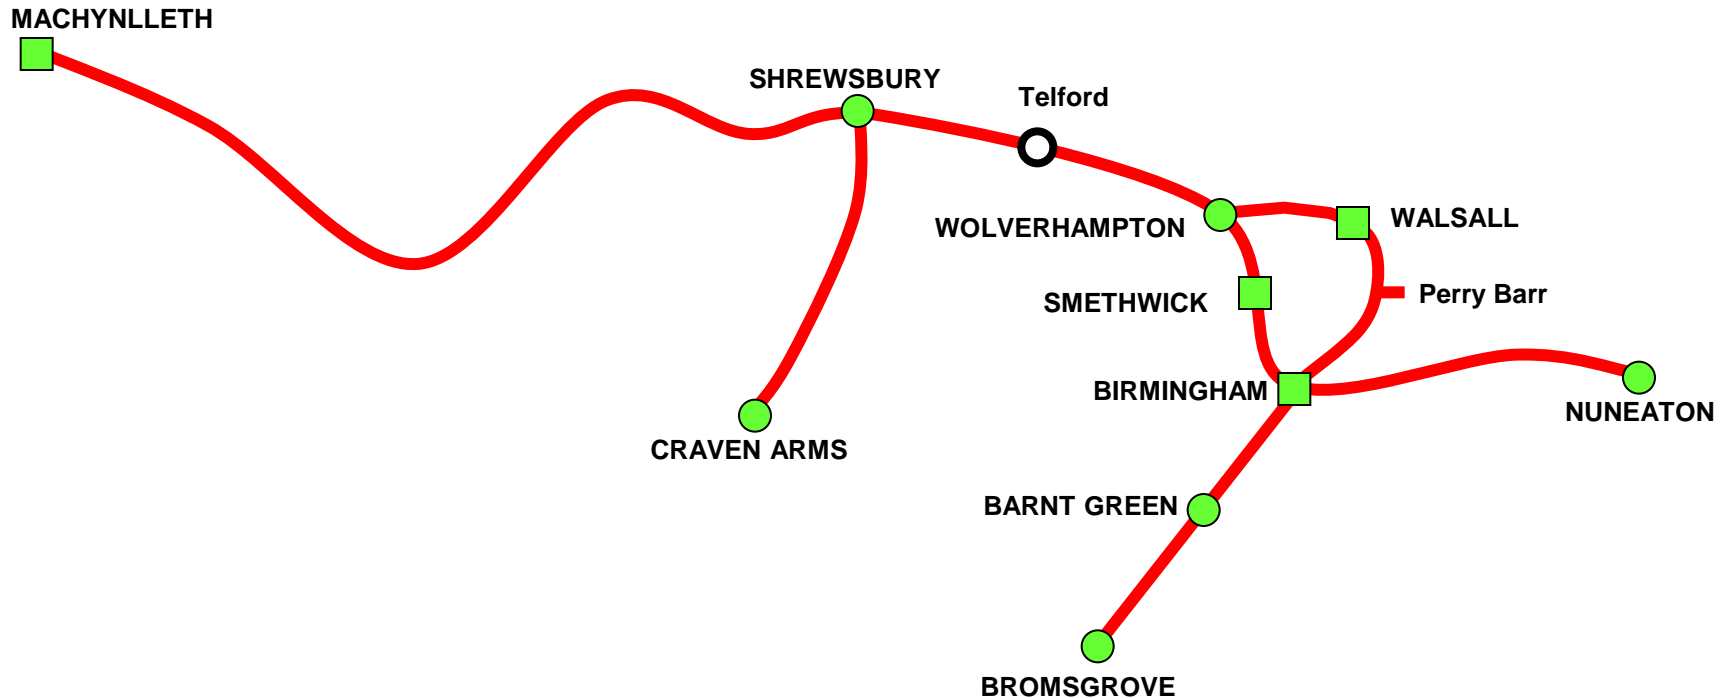 MACHYNLLETH
SHREWSBURY
Telford
WOLVERHAMPTON
WALSALL
SMETHWICK
Perry Barr
BIRMINGHAM
NUNEATON
CRAVEN ARMS
BARNT GREEN
BROMSGROVE